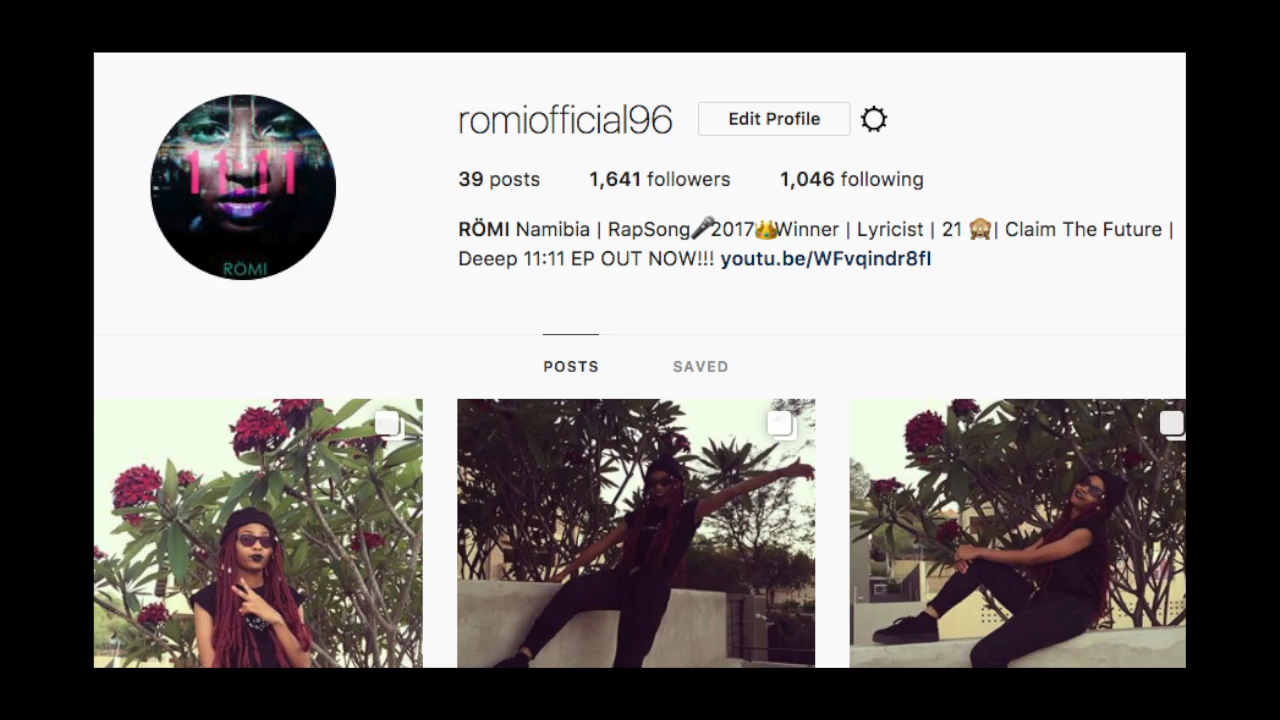 11:11
RÖMI
romiofficial96 Edit Profile
39 posts 1,641 followers 1,046 following
RÖMI Namibia | RapSong🎤2017👑Winner | Lyricist | 21 🙈| Claim The Future |
Deeep 11:11 EP OUT NOW!!! youtu.be/WFvqindr8fI
POSTS SAVED